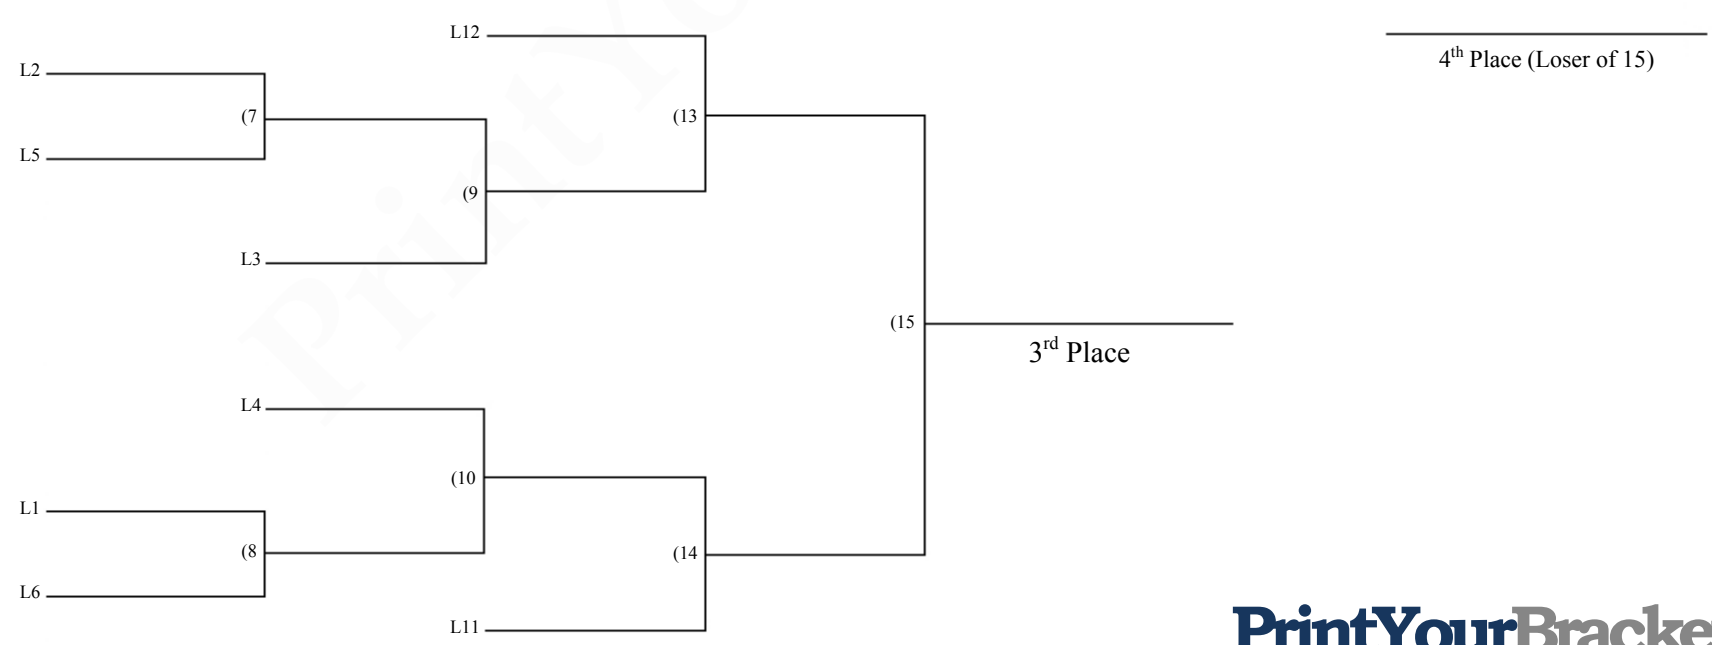 L12
4th Place (Loser of 15)
L2
(7
(13
L5
(9
L3
(15
3rd Place
L4
(10
L1
(8
(14
L6
L11
PrintYourBracke
PrintYo